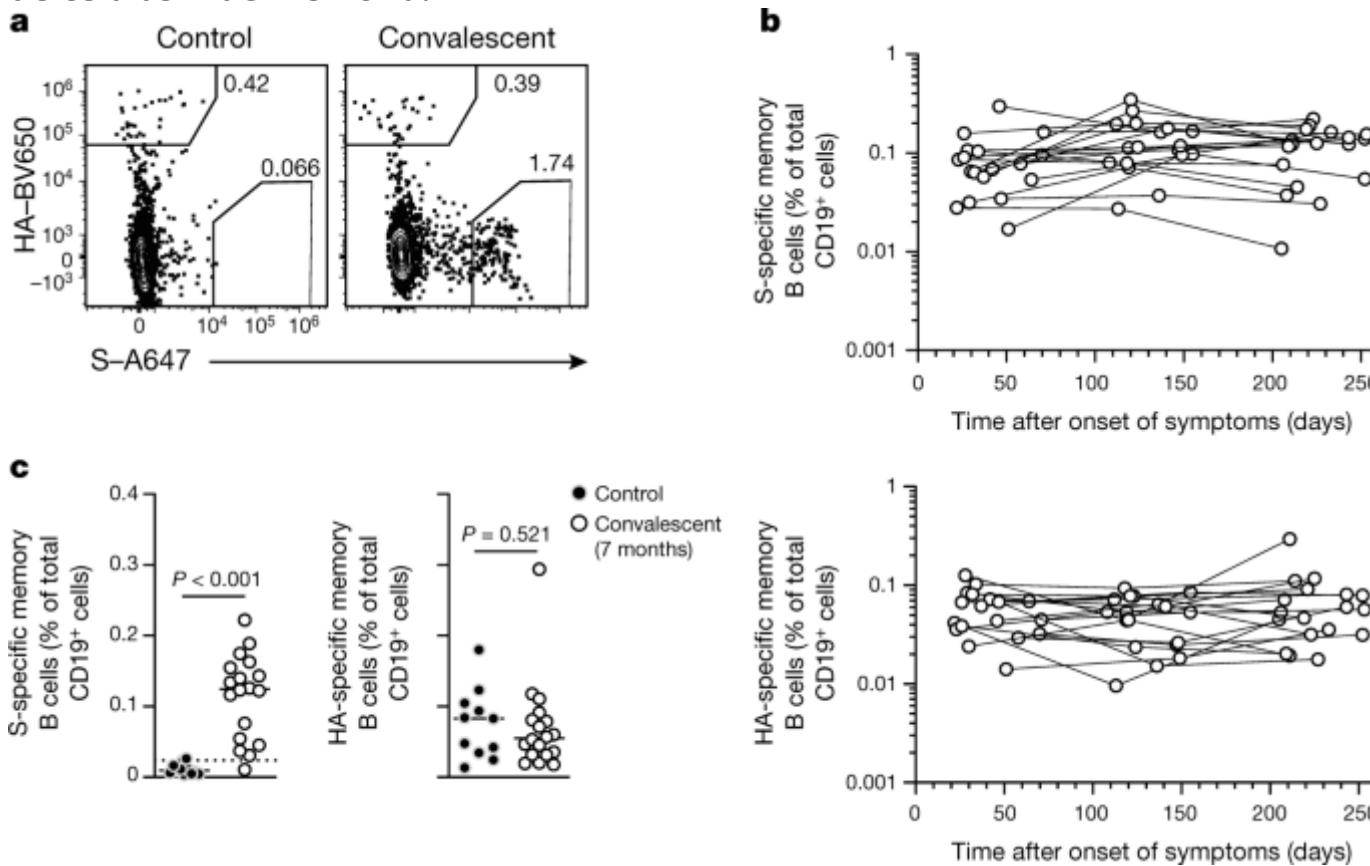 a
Control
Convalescent
HA–BV650
10⁶
10⁵
10⁴
10³
0
–10³
0.42
0.066
0.39
1.74
0
10⁴
10⁵
10⁶
S–A647
b
S-specific memory
B cells (% of total
CD19⁺ cells)
1
0.1
0.01
0.001
0
50
100
150
200
250
Time after onset of symptoms (days)
c
S-specific memory
B cells (% of total
CD19⁺ cells)
0.4
0.3
0.2
0.1
0
P < 0.001
HA-specific memory
B cells (% of total
CD19⁺ cells)
P = 0.521
Control
Convalescent
(7 months)
HA-specific memory
B cells (% of total
CD19⁺ cells)
1
0.1
0.01
0.001
0
50
100
150
200
250
Time after onset of symptoms (days)